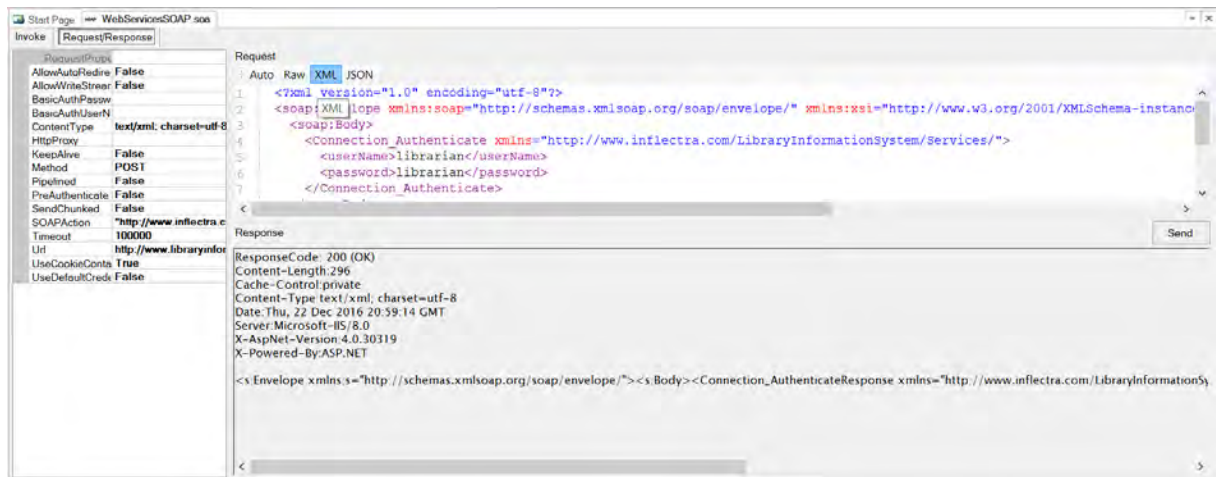 Start Page WebServicesSOAP.soa
Invoke Request/Response
RequestPrope
AllowAutoRedire False
AllowWriteStrear False
BasicAuthPassw
BasicAuthUserN
ContentType text/xml; charset=utf-8
HttpProxy
KeepAlive False
Method POST
Pipelined False
PreAuthenticate False
SendChunked False
SOAPAction "http://www.inflectra.c
Timeout 100000
Url http://www.libraryinfor
UseCookieConta True
UseDefaultCrede False
Request
Auto Raw XML JSON
1 <?xml version="1.0" encoding="utf-8"?>
2 <soap: XML lope xmlns:soap="http://schemas.xmlsoap.org/soap/envelope/" xmlns:xsi="http://www.w3.org/2001/XMLSchema-instance
3 <soap:Body>
4 <Connection_Authenticate xmlns="http://www.inflectra.com/LibraryInformationSystem/Services/">
5 <userName>librarian</userName>
6 <password>librarian</password>
7 </Connection_Authenticate>
Response
Send
ResponseCode: 200 (OK)
Content-Length:296
Cache-Control:private
Content-Type:text/xml; charset=utf-8
Date:Thu, 22 Dec 2016 20:59:14 GMT
Server:Microsoft-IIS/8.0
X-AspNet-Version:4.0.30319
X-Powered-By:ASP.NET
<s:Envelope xmlns:s="http://schemas.xmlsoap.org/soap/envelope/"><s:Body><Connection_AuthenticateResponse xmlns="http://www.inflectra.com/LibraryInformationSy